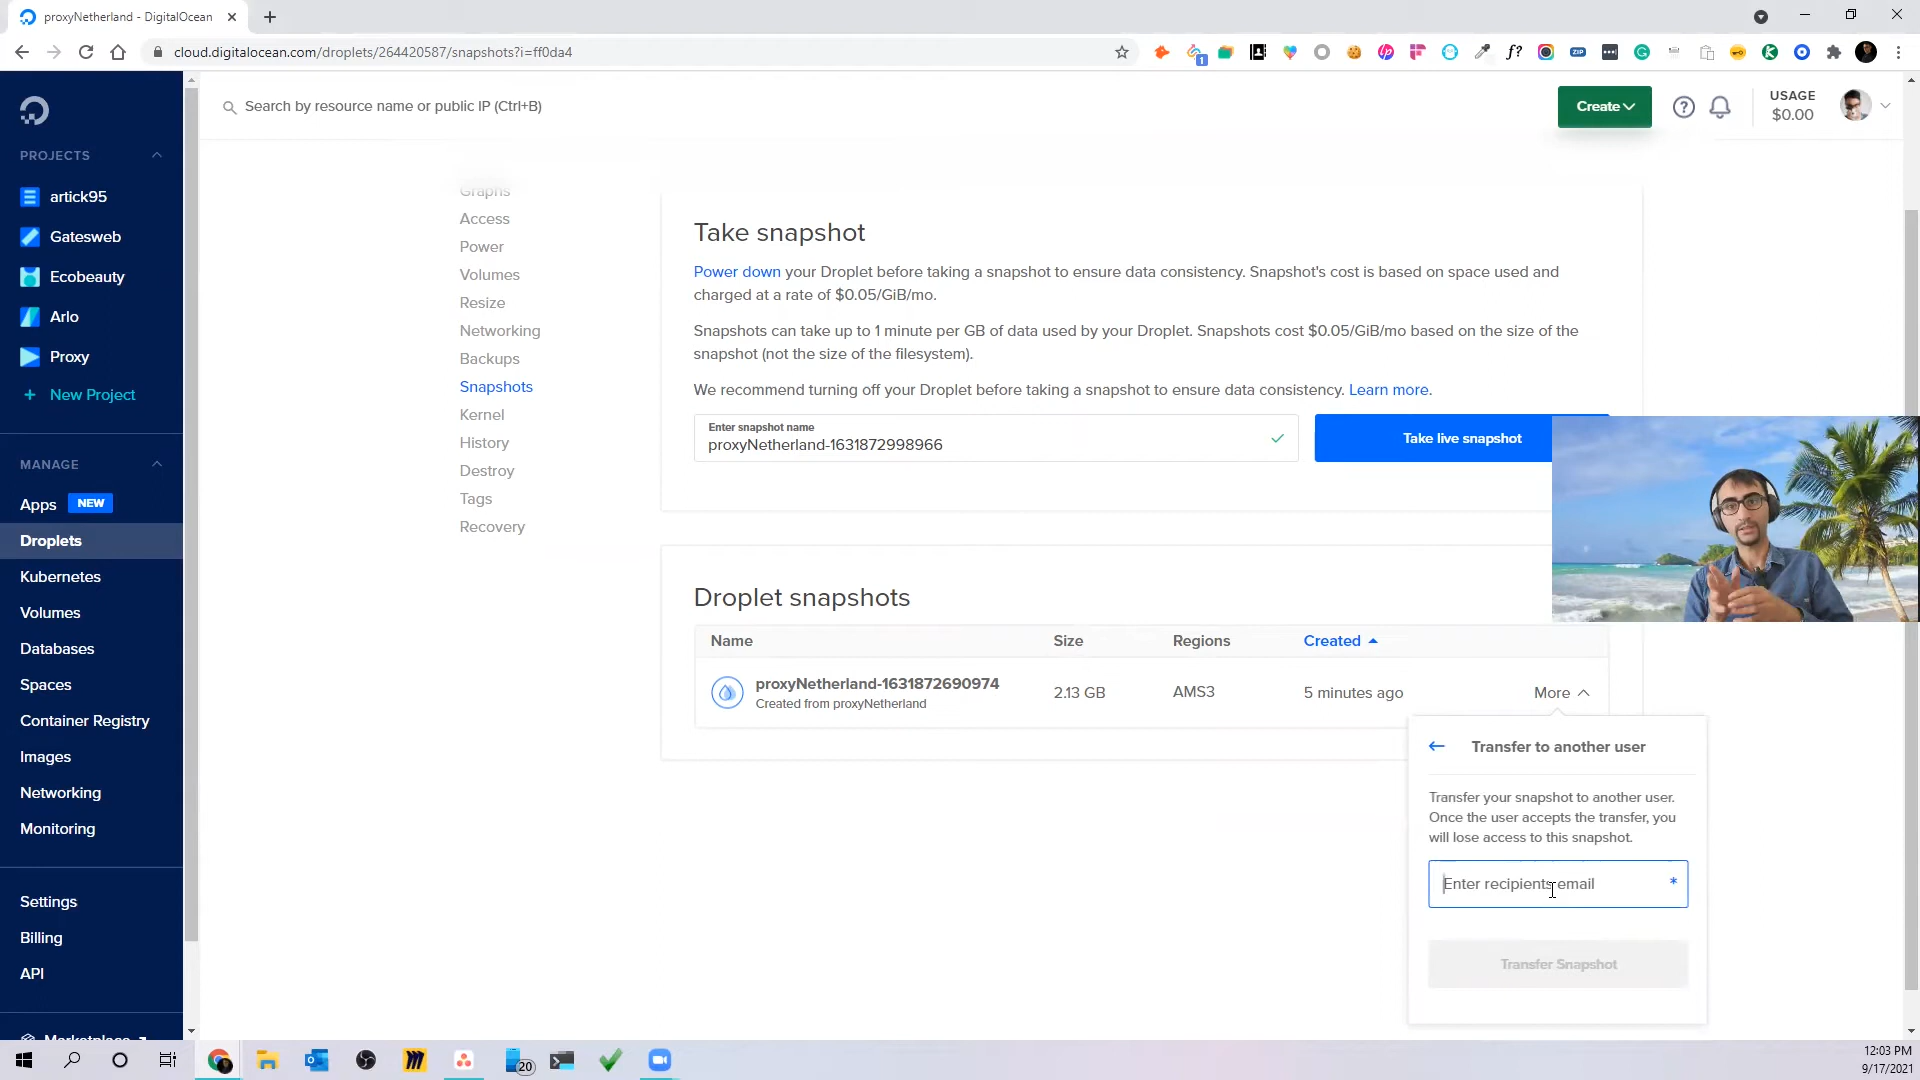 proxyNetherland - DigitalOcean
cloud.digitalocean.com/droplets/264420587/snapshots?i=ff0da4
Search by resource name or public IP (Ctrl+B)
Create
USAGE
$0.00
PROJECTS
artick95
Gatesweb
Ecobeauty
Arlo
Proxy
+ New Project
MANAGE
Apps NEW
Droplets
Kubernetes
Volumes
Databases
Spaces
Container Registry
Images
Networking
Monitoring
Settings
Billing
API
Marketplace
Graphs
Access
Power
Volumes
Resize
Networking
Backups
Snapshots
Kernel
History
Destroy
Tags
Recovery
Take snapshot
Power down your Droplet before taking a snapshot to ensure data consistency. Snapshot's cost is based on space used and
charged at a rate of $0.05/GiB/mo.
Snapshots can take up to 1 minute per GB of data used by your Droplet. Snapshots cost $0.05/GiB/mo based on the size of the
snapshot (not the size of the filesystem).
We recommend turning off your Droplet before taking a snapshot to ensure data consistency. Learn more.
Enter snapshot name
proxyNetherland-1631872998966
Take live snapshot
Droplet snapshots
Name Size Regions Created
proxyNetherland-1631872690974
Created from proxyNetherland
2.13 GB
AMS3
5 minutes ago
More
Transfer to another user
Transfer your snapshot to another user.
Once the user accepts the transfer, you
will lose access to this snapshot.
Enter recipients email *
Transfer Snapshot
20
12:03 PM
9/17/2021